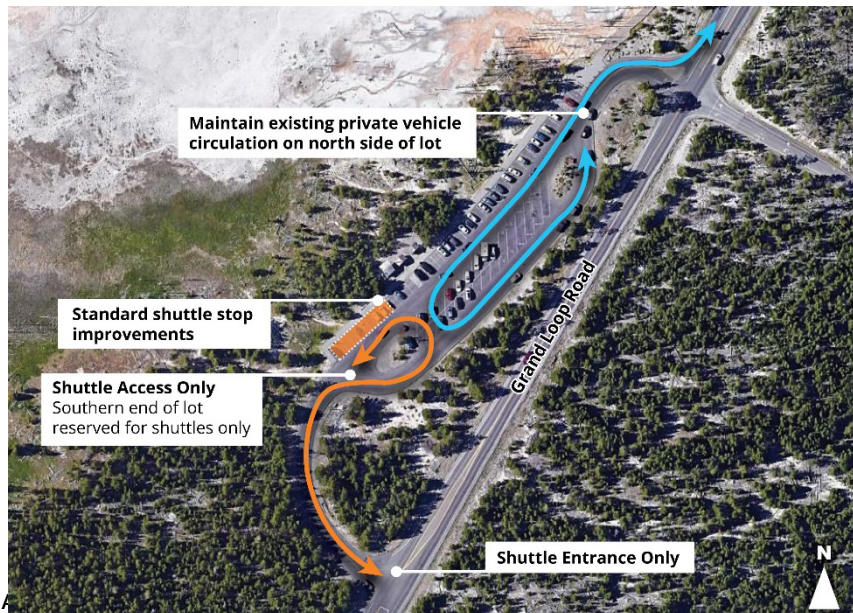 Maintain existing private vehicle
circulation on north side of lot
Standard shuttle stop
improvements
Grand Loop Road
Shuttle Access Only
Southern end of lot
reserved for shuttles only
Shuttle Entrance Only
N